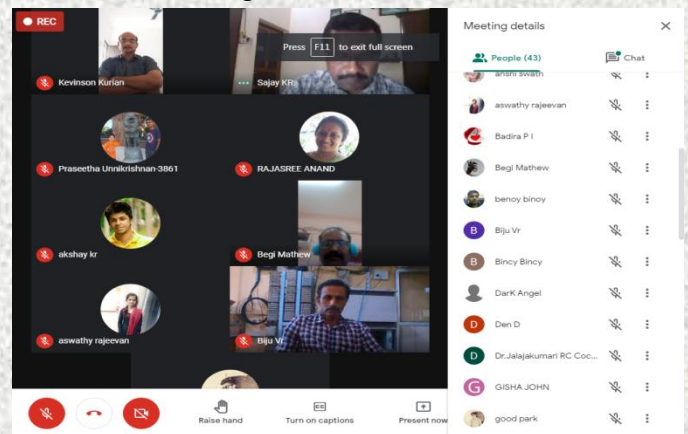 REC
Press F11 to exit full screen
Kevinson Kurian
Sajay KR
Praseetha Unnikrishnan-3861
RAJASREE ANAND
akshay kr
Begi Mathew
aswathy rajeevan
Biju Vr
Raise hand
CC
Turn on captions
Present now
Meeting details
People (43)
Chat
anshi swath
aswathy rajeevan
Badira P I
Begi Mathew
benoy binoy
B
Biju Vr
B
Bincy Bincy
DarK Angel
D
Den D
D
Dr.Jalajakumari RC Coc...
G
GISHA JOHN
good park